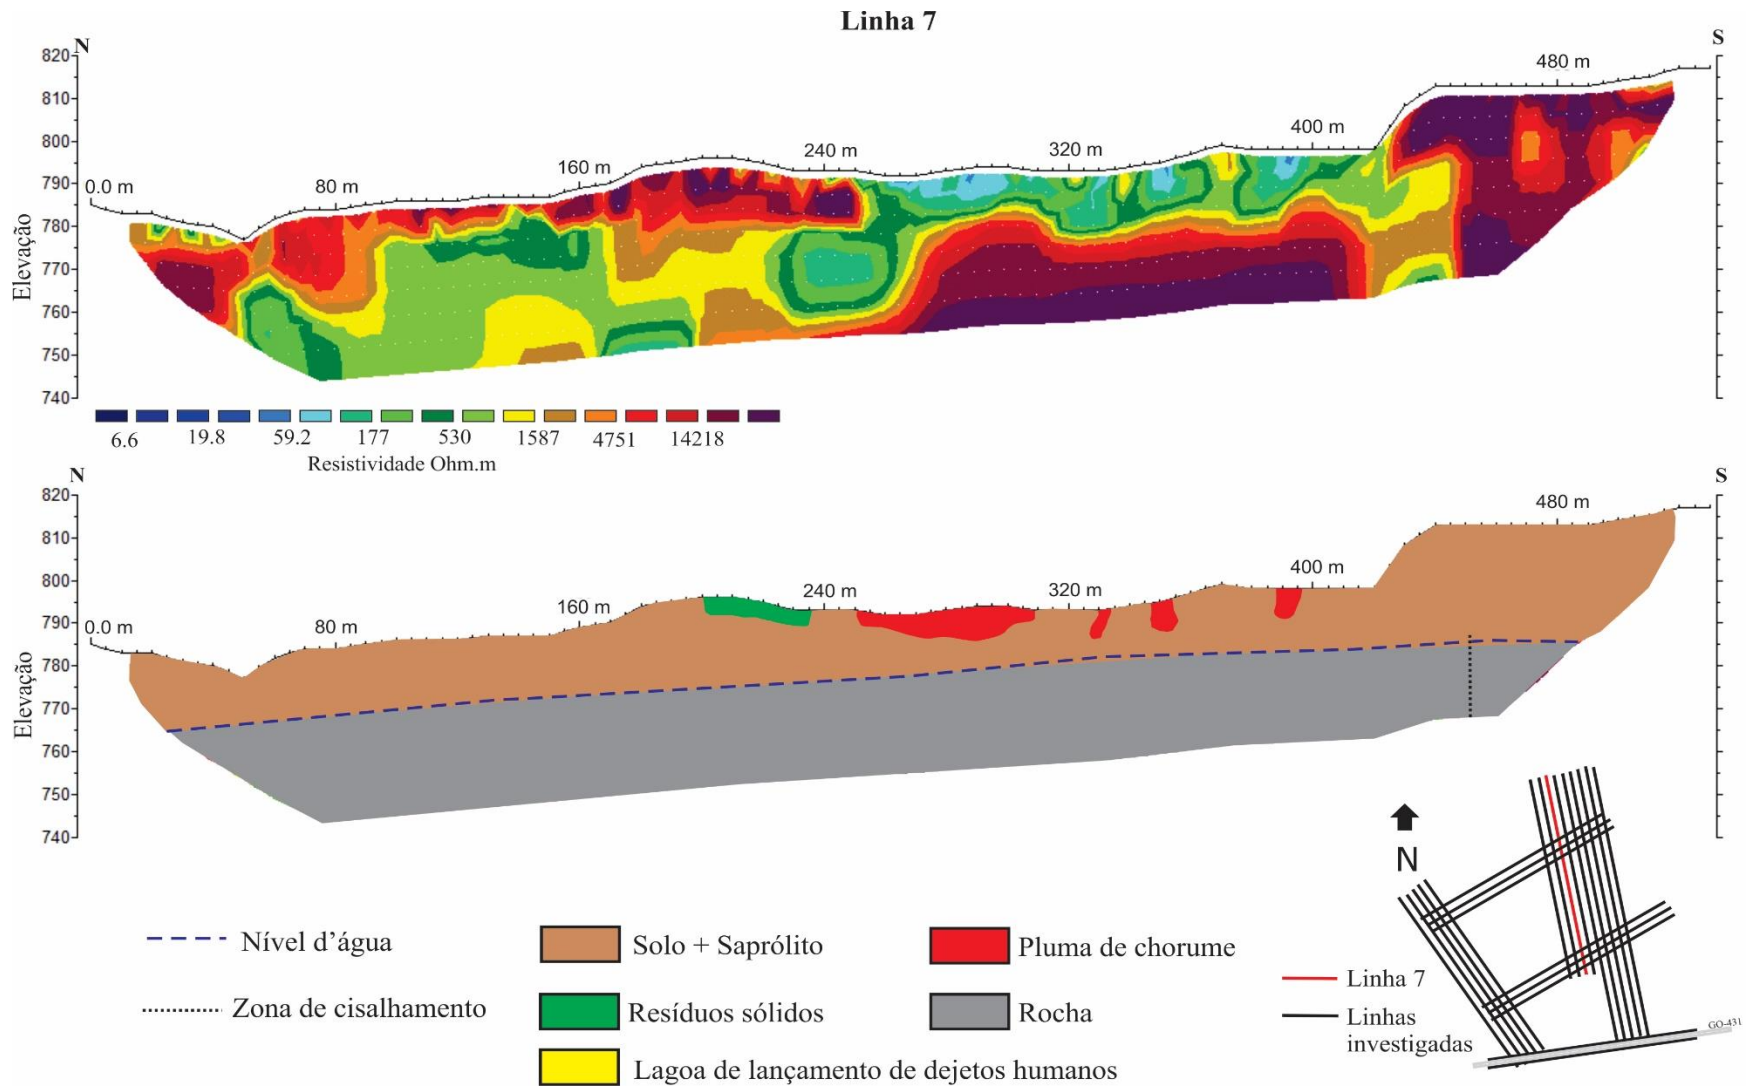 Linha 7
N
S
820
810
800
790
780
770
760
750
740
Elevação
0.0 m
80 m
160 m
240 m
320 m
400 m
480 m
6.6
19.8
59.2
177
530
1587
4751
14218
Resistividade Ohm.m
N
S
820
810
800
790
780
770
760
750
740
Elevação
0.0 m
80 m
160 m
240 m
320 m
400 m
480 m
Nível d’água
Solo + Saprólito
Pluma de chorume
Zona de cisalhamento
Resíduos sólidos
Rocha
Lagoa de lançamento de dejetos humanos
N
Linha 7
Linhas
investigadas
GO-431